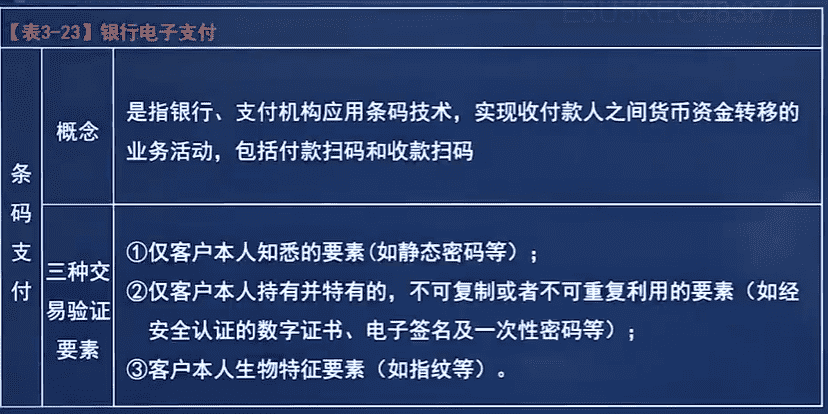 【表3-23】银行电子支付
条码支付
概念
是指银行、支付机构应用条码技术，实现收付款人之间货币资金转移的
业务活动，包括付款扫码和收款扫码
三种交
易验证
要素
①仅客户本人知悉的要素(如静态密码等）；
②仅客户本人持有并特有的，不可复制或者不可重复利用的要素（如经
安全认证的数字证书、电子签名及一次性密码等）；
③客户本人生物特征要素（如指纹等）。